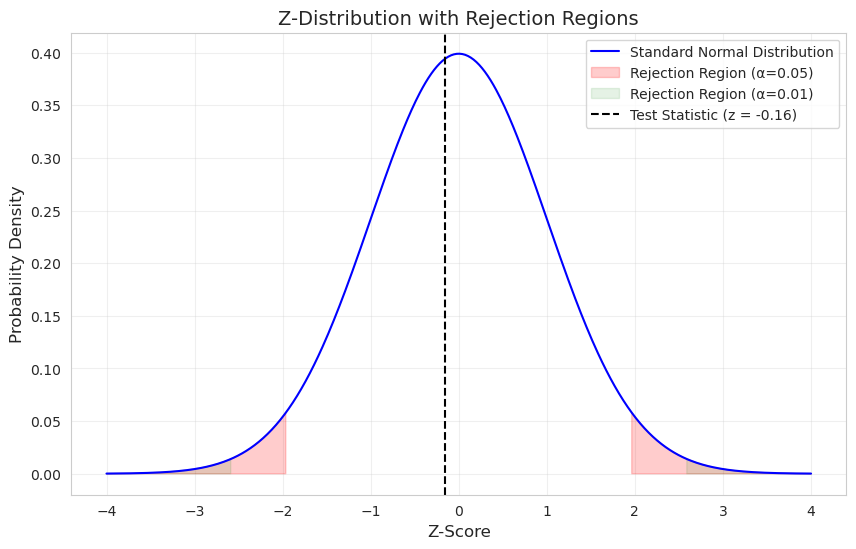 Z-Distribution with Rejection Regions
Standard Normal Distribution
Rejection Region (α=0.05)
Rejection Region (α=0.01)
Test Statistic (z = -0.16)
Probability Density
0.40
0.35
0.30
0.25
0.20
0.15
0.10
0.05
0.00
−4 −3 −2 −1 0 1 2 3 4
Z-Score